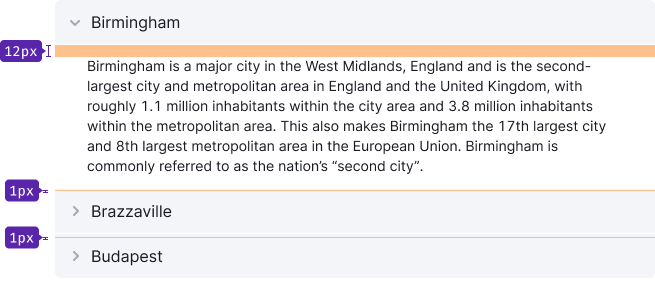 Birmingham
12px
Birmingham is a major city in the West Midlands, England and is the second-
largest city and metropolitan area in England and the United Kingdom, with
roughly 1.1 million inhabitants within the city area and 3.8 million inhabitants
within the metropolitan area. This also makes Birmingham the 17th largest city
and 8th largest metropolitan area in the European Union. Birmingham is
commonly referred to as the nation’s “second city”.
1px
Brazzaville
1px
Budapest